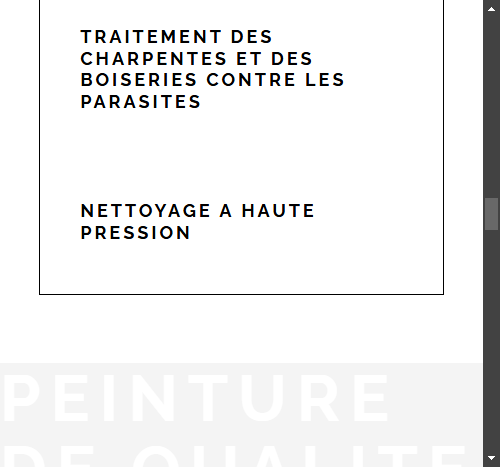 TRAITEMENT DES
CHARPENTES ET DES
BOISERIES CONTRE LES
PARASITES
NETTOYAGE A HAUTE
PRESSION
PEINTURE
DE QUALITE